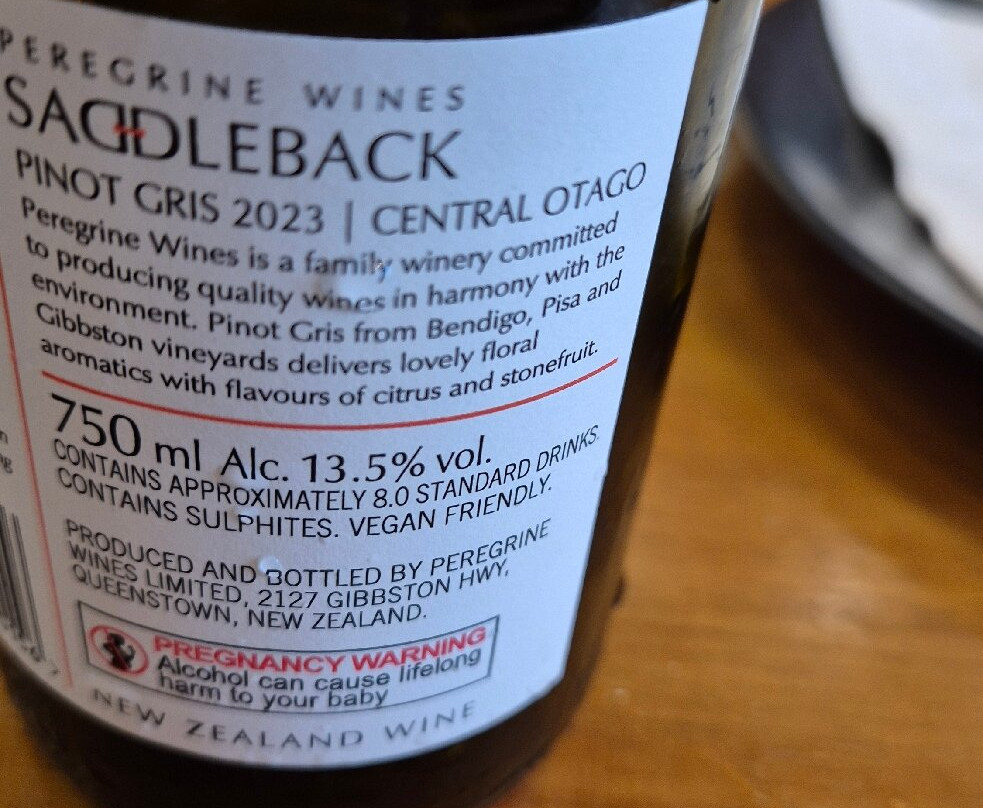 PEREGRINE WINES
SADDLEBACK
PINOT GRIS 2023 | CENTRAL OTAGO
Peregrine Wines is a family winery committed
to producing quality wines in harmony with the
environment. Pinot Gris from Bendigo, Pisa and
Gibbston vineyards delivers lovely floral
aromatics with flavours of citrus and stonefruit.
750 ml Alc. 13.5% vol.
CONTAINS APPROXIMATELY 8.0 STANDARD DRINKS.
CONTAINS SULPHITES. VEGAN FRIENDLY.
PRODUCED AND BOTTLED BY PEREGRINE
WINES LIMITED, 2127 GIBBSTON HWY,
QUEENSTOWN, NEW ZEALAND.
PREGNANCY WARNING
Alcohol can cause lifelong
harm to your baby
NEW ZEALAND WINE